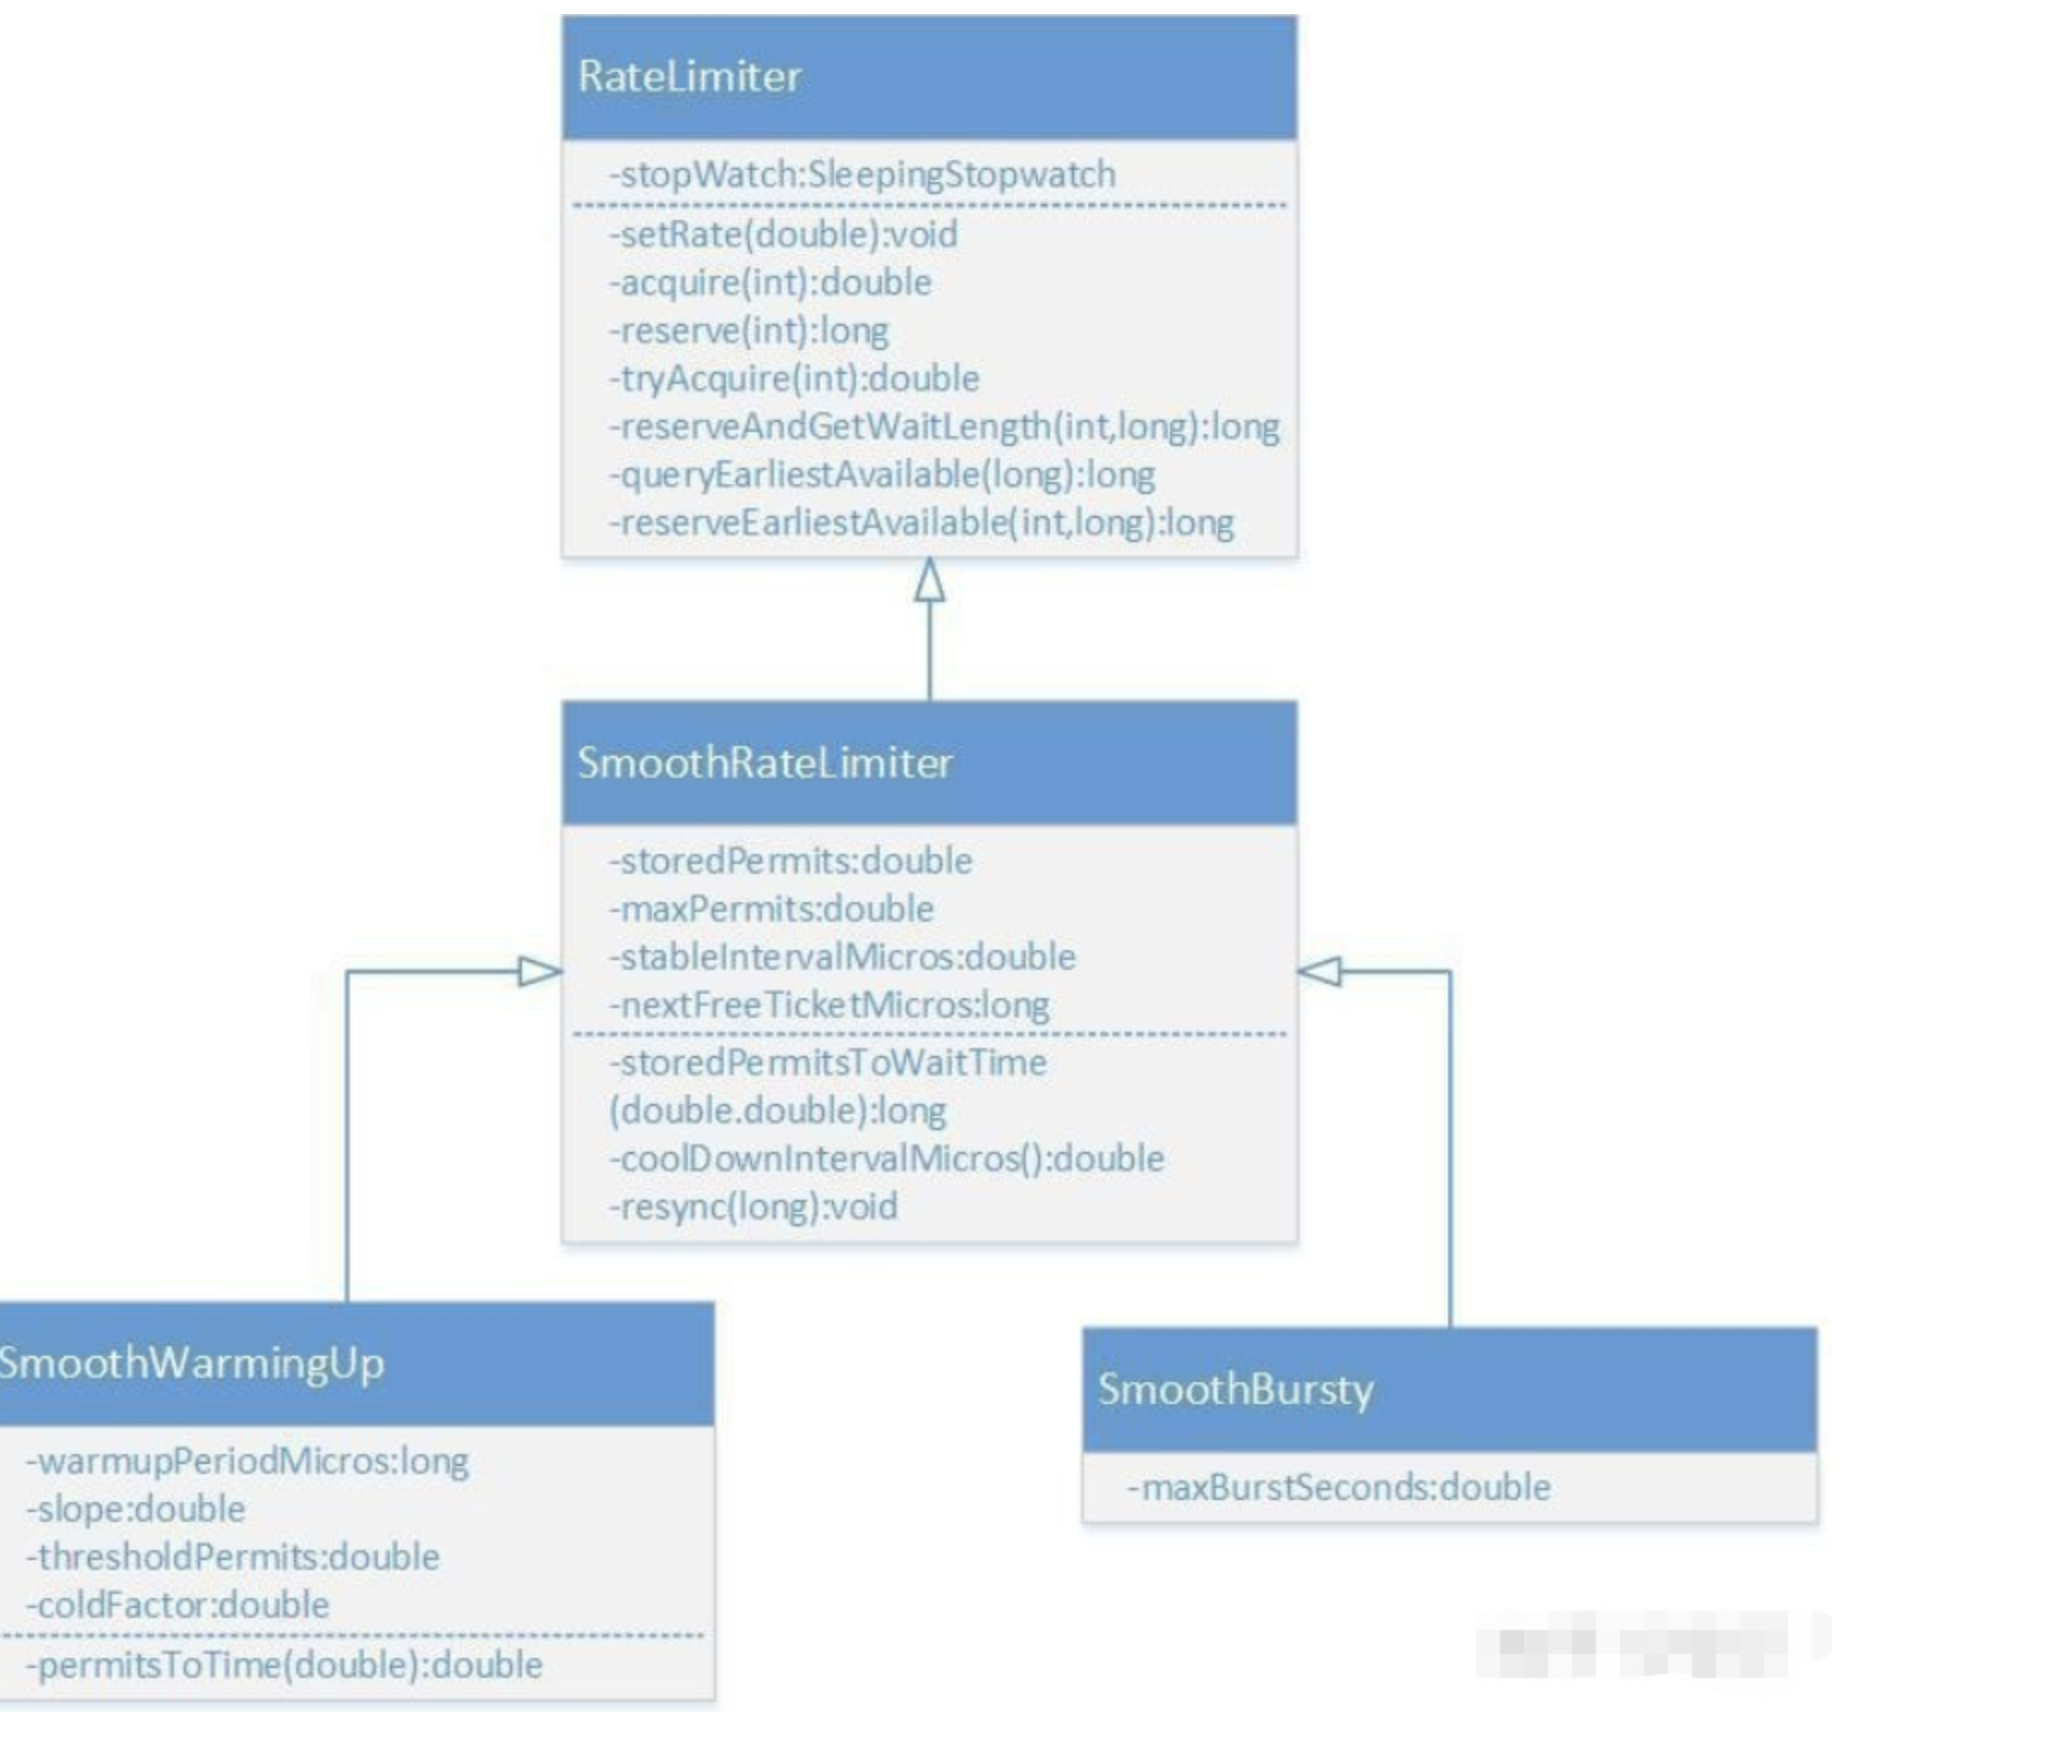 RateLimiter
-stopWatch:SleepingStopwatch
-setRate(double):void
-acquire(int):double
-reserve(int):long
-tryAcquire(int):double
-reserveAndGetWaitLength(int,long):long
-queryEarliestAvailable(long):long
-reserveEarliestAvailable(int,long):long
SmoothRateLimiter
-storedPermits:double
-maxPermits:double
-stableIntervalMicros:double
-nextFreeTicketMicros:long
-storedPermitsToWaitTime
(double.double):long
-coolDownIntervalMicros():double
-resync(long):void
SmoothWarmingUp
-warmupPeriodMicros:long
-slope:double
-thresholdPermits:double
-coldFactor:double
-permitsToTime(double):double
SmoothBursty
-maxBurstSeconds:double